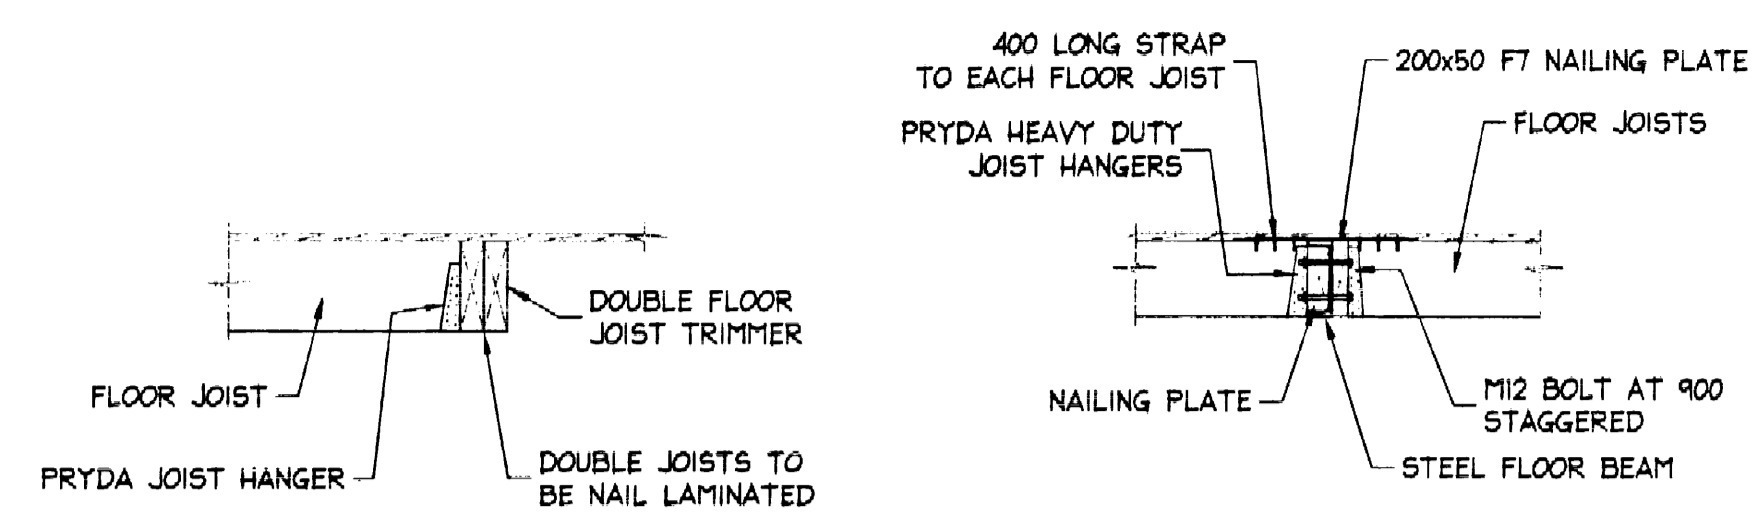 400 LONG STRAP
TO EACH FLOOR JOIST
200x50 F7 NAILING PLATE
PRYDA HEAVY DUTY
JOIST HANGERS
FLOOR JOISTS
DOUBLE FLOOR
JOIST TRIMMER
FLOOR JOIST
PRYDA JOIST HANGER
DOUBLE JOISTS TO
BE NAIL LAMINATED
NAILING PLATE
M12 BOLT AT 900
STAGGERED
STEEL FLOOR BEAM